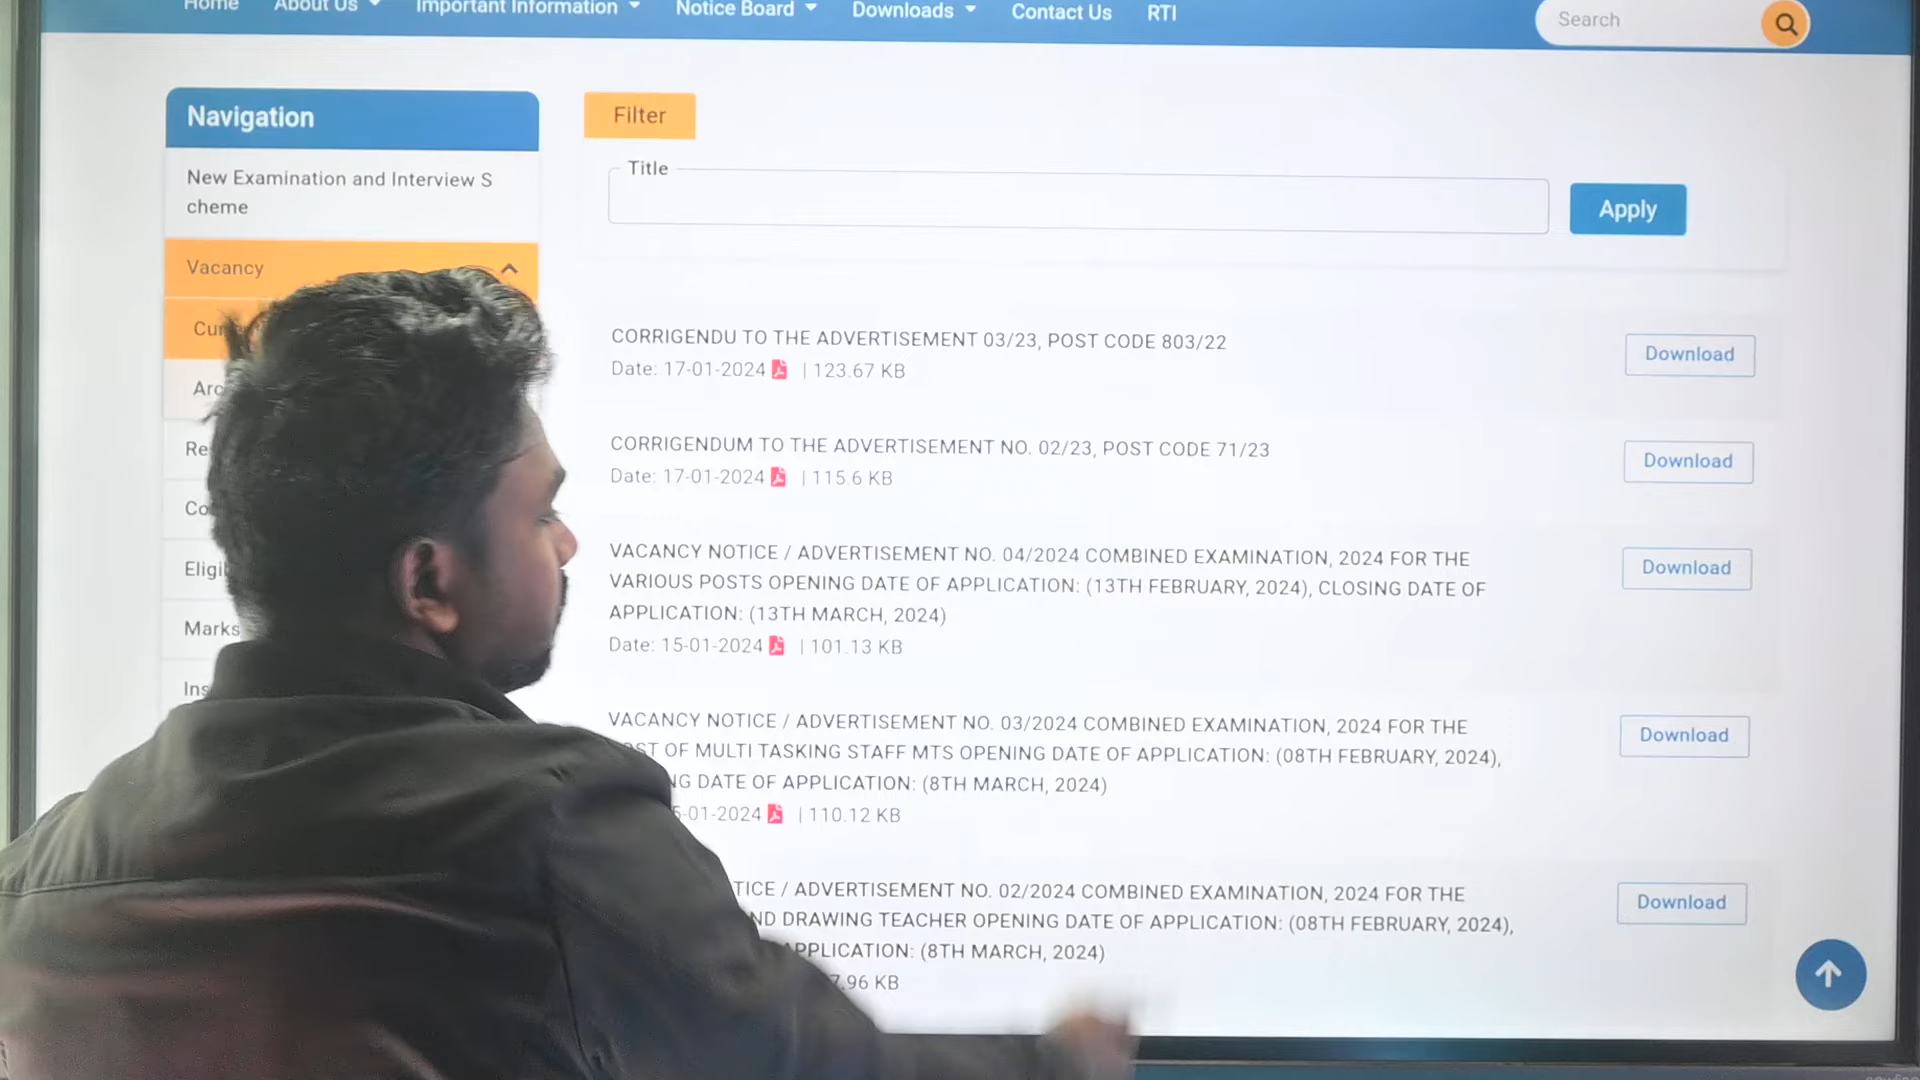 Home About Us Important Information Notice Board Downloads Contact Us RTI
Search
Navigation
New Examination and Interview S
cheme
Vacancy
Marks
Filter
Title
Apply
CORRIGENDU TO THE ADVERTISEMENT 03/23, POST CODE 803/22
Date: 17-01-2024 | 123.67 KB
Download
CORRIGENDUM TO THE ADVERTISEMENT NO. 02/23, POST CODE 71/23
Date: 17-01-2024 | 115.6 KB
Download
VACANCY NOTICE / ADVERTISEMENT NO. 04/2024 COMBINED EXAMINATION, 2024 FOR THE
VARIOUS POSTS OPENING DATE OF APPLICATION: (13TH FEBRUARY, 2024), CLOSING DATE OF
APPLICATION: (13TH MARCH, 2024)
Date: 15-01-2024 | 101.13 KB
Download
VACANCY NOTICE / ADVERTISEMENT NO. 03/2024 COMBINED EXAMINATION, 2024 FOR THE
OF MULTI TASKING STAFF MTS OPENING DATE OF APPLICATION: (08TH FEBRUARY, 2024),
DATE OF APPLICATION: (8TH MARCH, 2024)
-01-2024 | 110.12 KB
Download
/ ADVERTISEMENT NO. 02/2024 COMBINED EXAMINATION, 2024 FOR THE
DRAWING TEACHER OPENING DATE OF APPLICATION: (08TH FEBRUARY, 2024),
APPLICATION: (8TH MARCH, 2024)
7.96 KB
Download